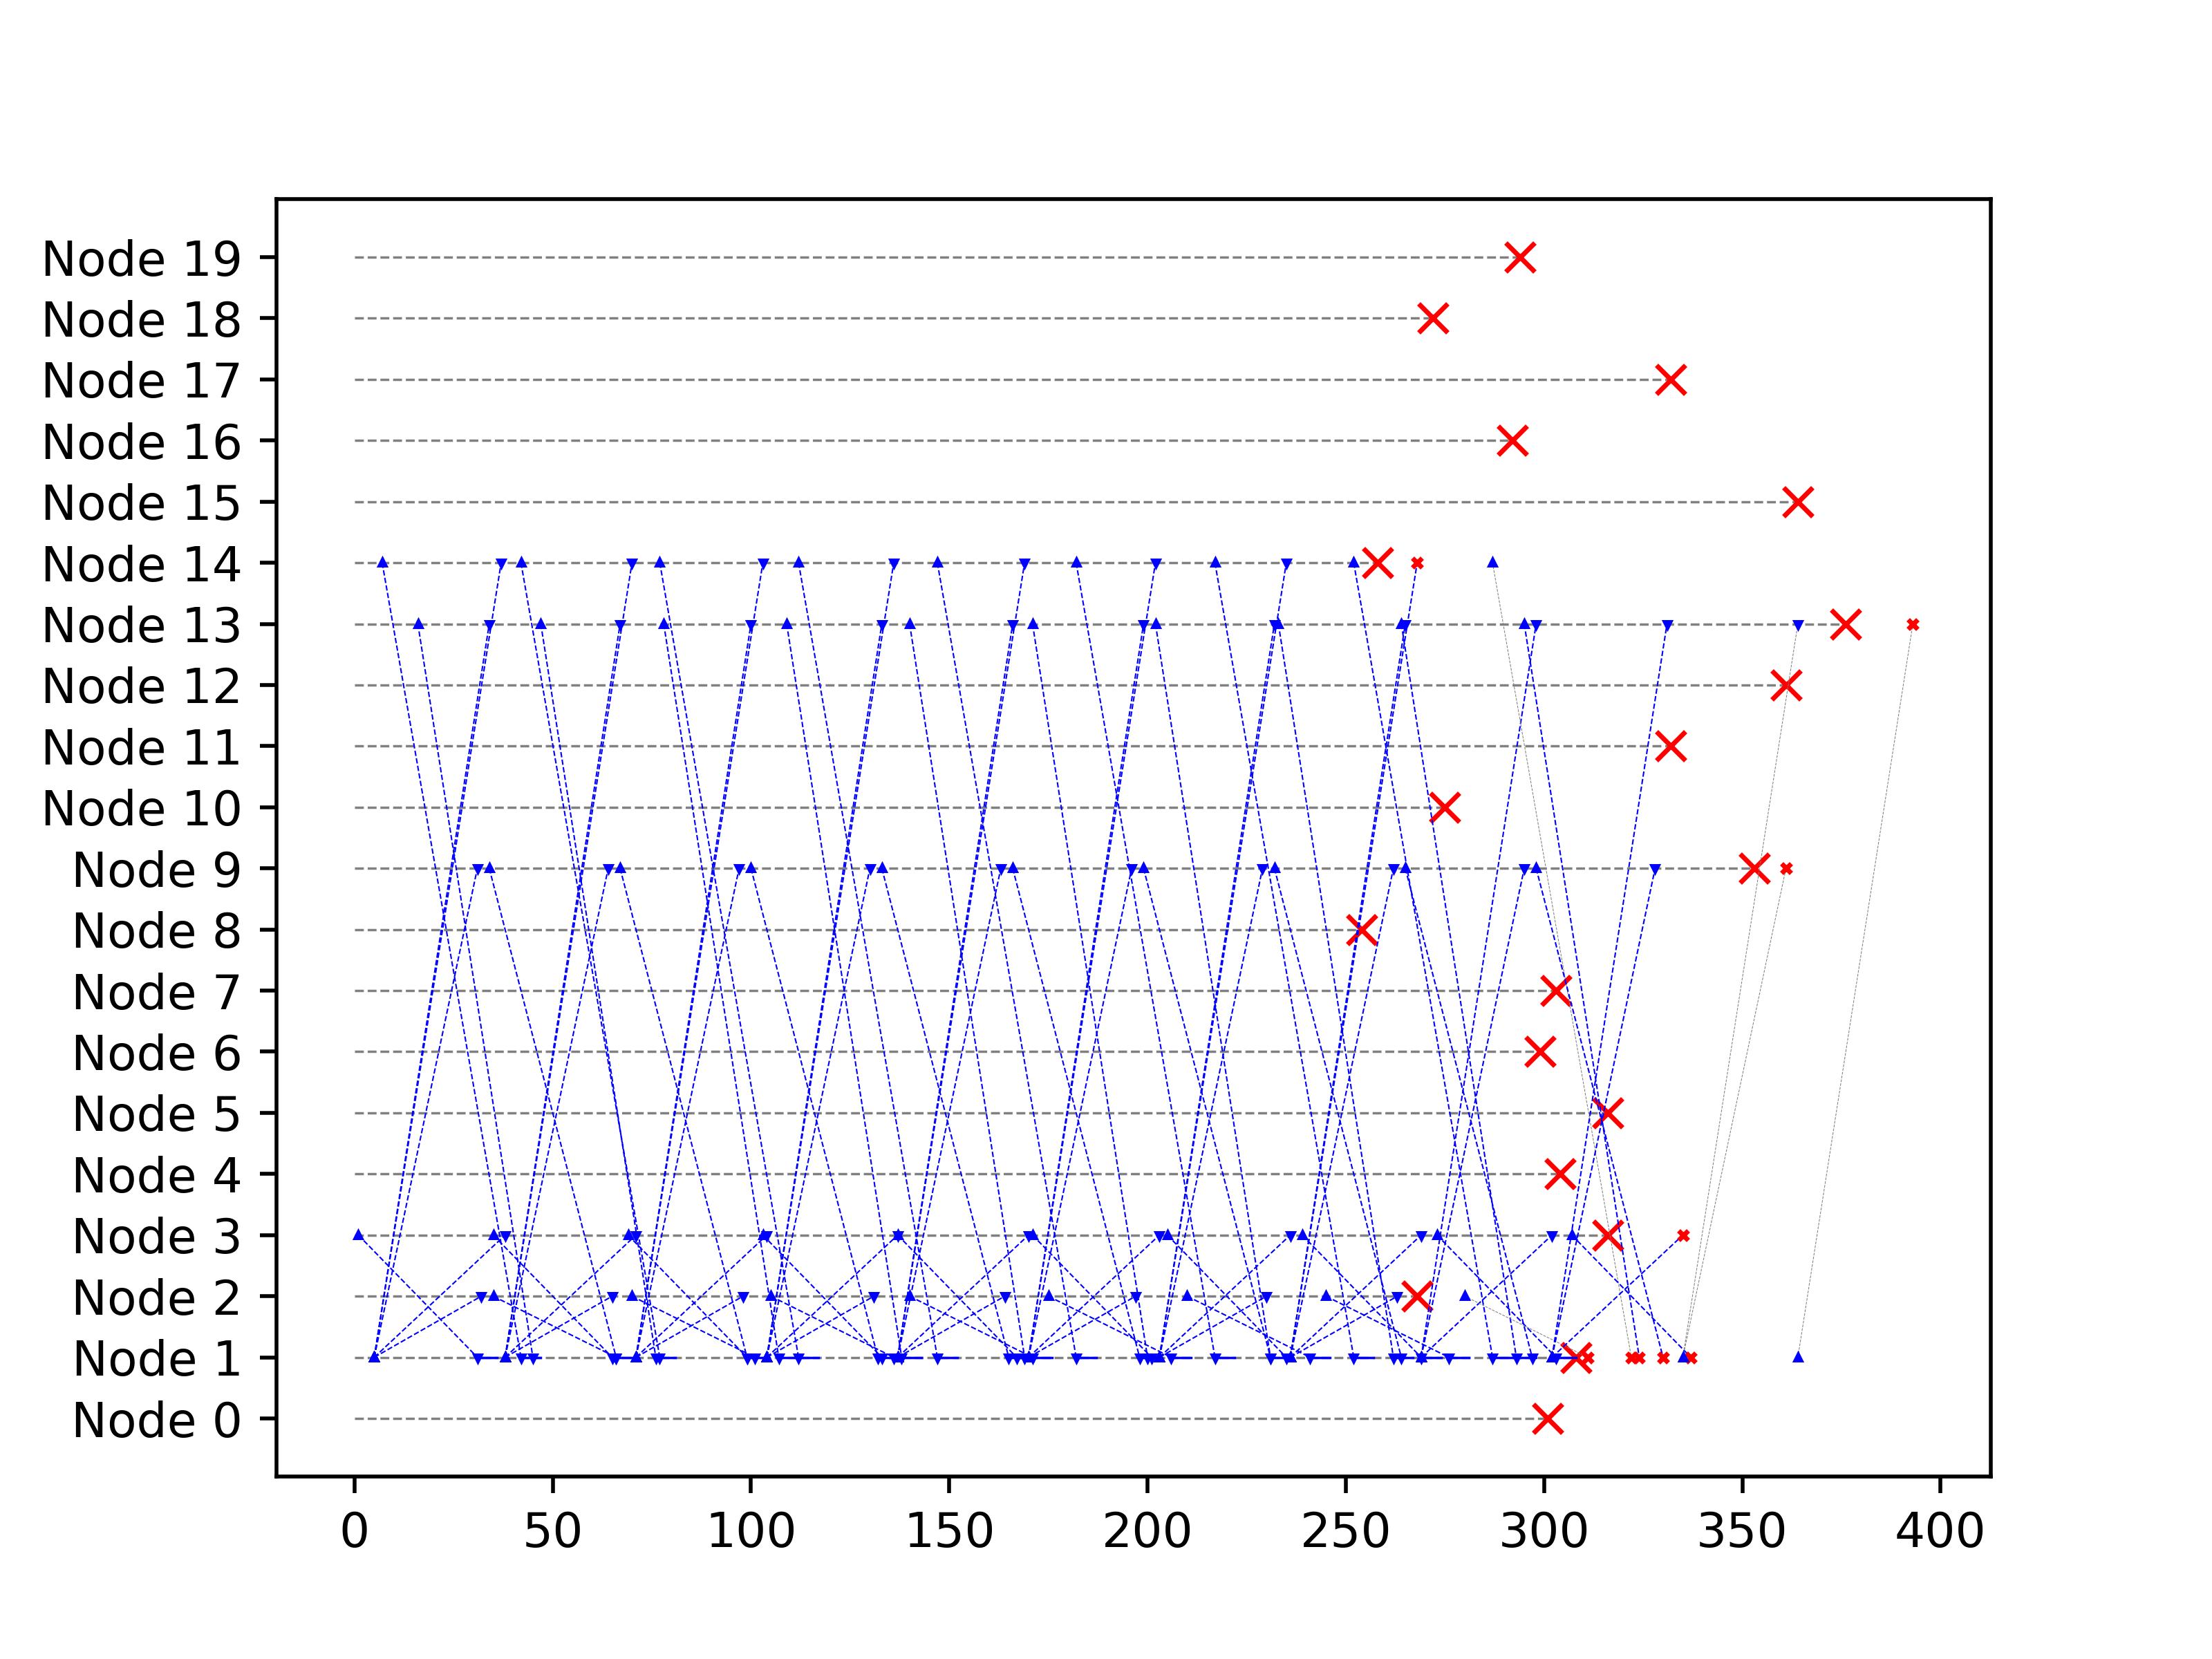 Node 19
Node 18
Node 17
Node 16
Node 15
Node 14
Node 13
Node 12
Node 11
Node 10
Node 9
Node 8
Node 7
Node 6
Node 5
Node 4
Node 3
Node 2
Node 1
Node 0
0 50 100 150 200 250 300 350 400